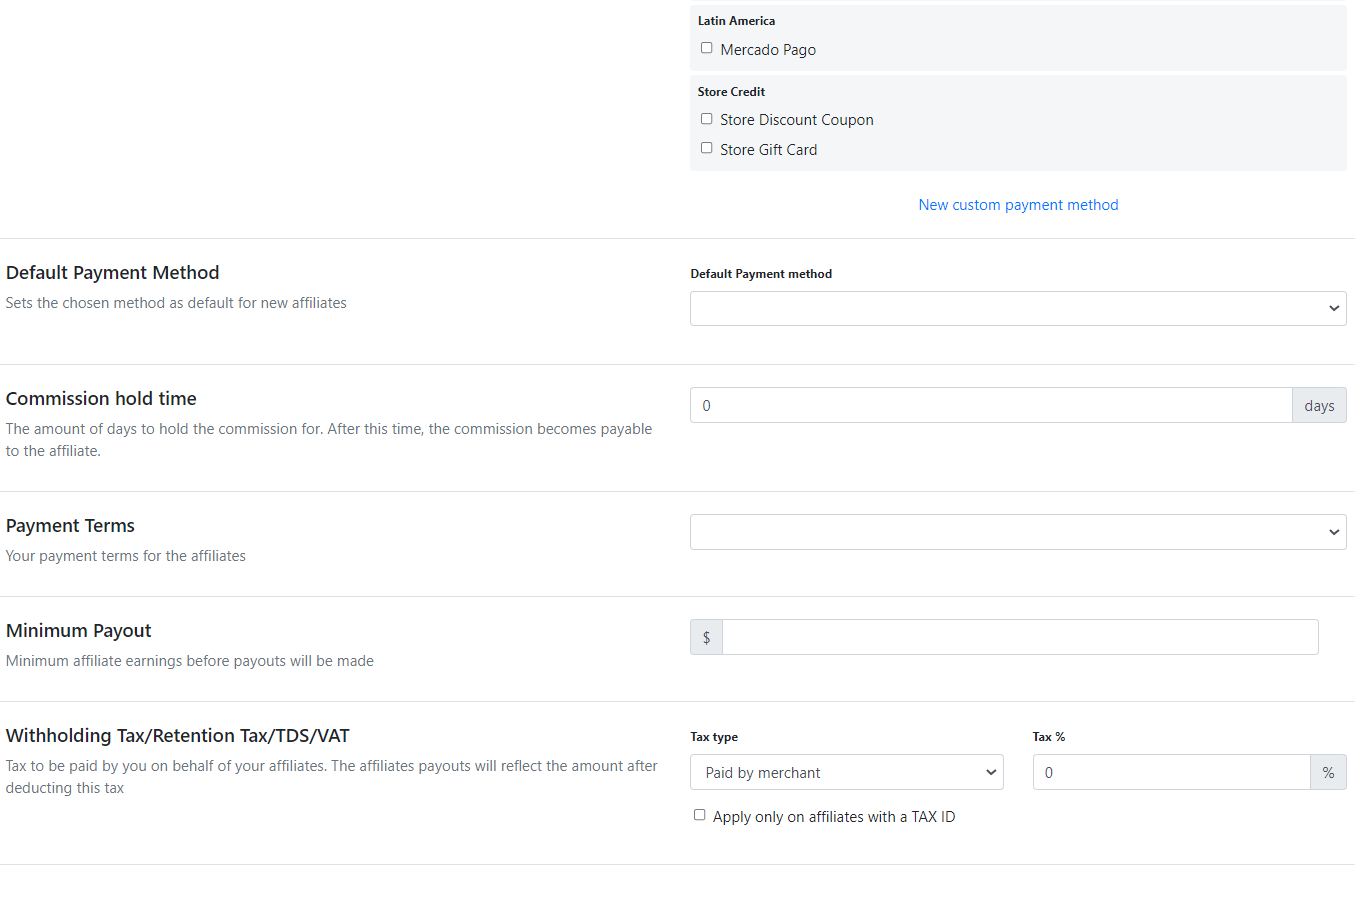 Latin America
Mercado Pago
Store Credit
Store Discount Coupon
Store Gift Card
New custom payment method
Default Payment Method
Sets the chosen method as default for new affiliates
Default Payment method
Commission hold time
The amount of days to hold the commission for. After this time, the commission becomes payable
to the affiliate.
0
days
Payment Terms
Your payment terms for the affiliates
Minimum Payout
Minimum affiliate earnings before payouts will be made
$
Withholding Tax/Retention Tax/TDS/VAT
Tax to be paid by you on behalf of your affiliates. The affiliates payouts will reflect the amount after
deducting this tax
Tax type
Paid by merchant
Tax %
0
%
Apply only on affiliates with a TAX ID